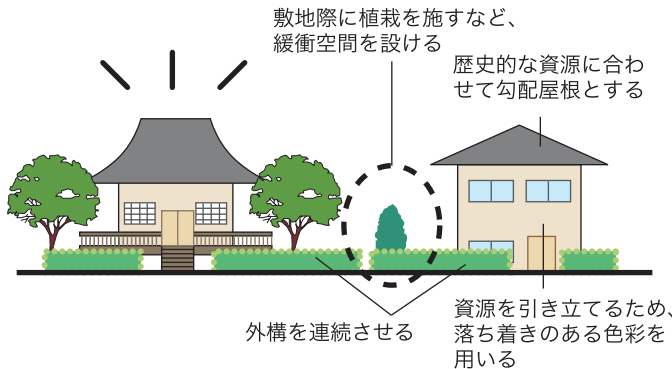 敷地際に植栽を施すなど、
緩衝空間を設ける
歴史的な資源に合わ
せて勾配屋根とする
外構を連続させる
資源を引き立てるため、
落ち着きのある色彩を
用いる